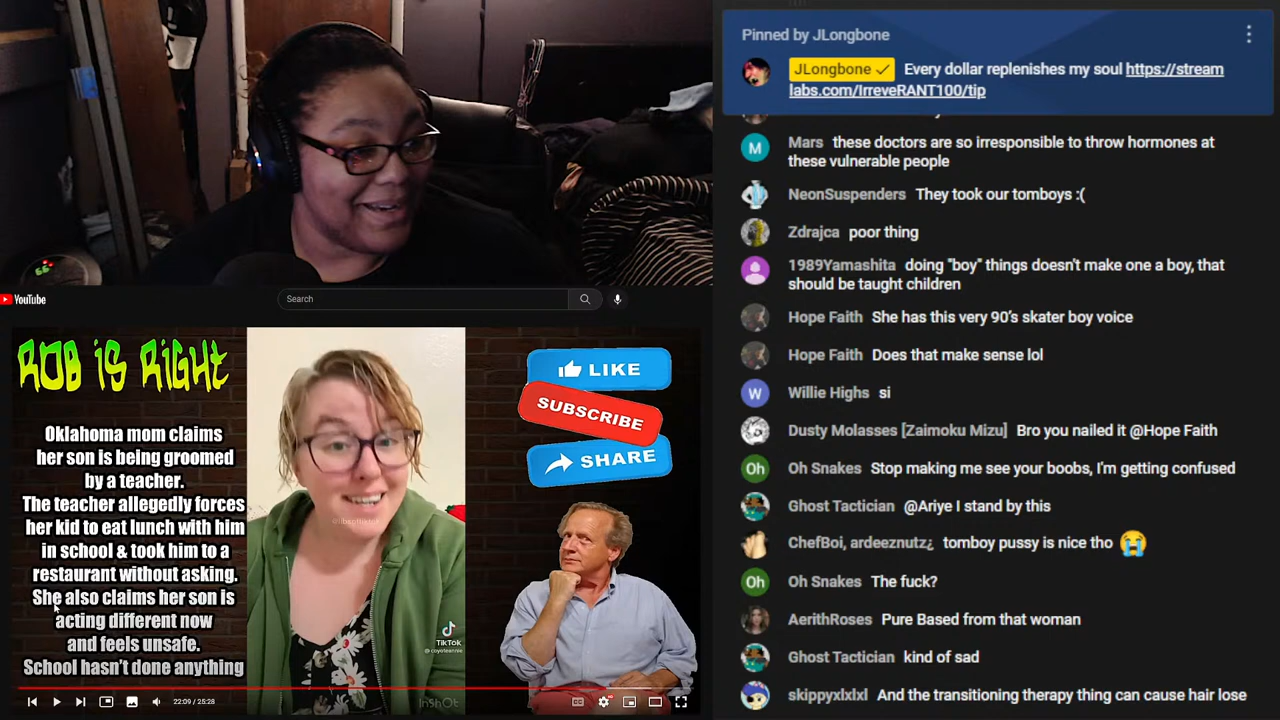 Pinned by JLongbone
JLongbone ✓ Every dollar replenishes my soul https://stream
labs.com/IrreveRANT100/tip
Mars these doctors are so irresponsible to throw hormones at
these vulnerable people
NeonSuspenders They took our tomboys :(
Zdrajca poor thing
1989Yamashita doing "boy" things doesn't make one a boy, that
should be taught children
Hope Faith She has this very 90's skater boy voice
Hope Faith Does that make sense lol
Willie Highs si
Dusty Molasses [Zaimoku Mizu] Bro you nailed it @Hope Faith
Oh Snakes Stop making me see your boobs, I'm getting confused
Ghost Tactician @Ariye I stand by this
ChefBoi, ardeeznutz¿ tomboy pussy is nice tho 😭
Oh Snakes The fuck?
AerithRoses Pure Based from that woman
Ghost Tactician kind of sad
skippyxlxlxl And the transitioning therapy thing can cause hair lose
M
W
Oh
Oh
66
YouTube
Search
ROB iS RiGHt
Oklahoma mom claims
her son is being groomed
by a teacher.
The teacher allegedly forces
her kid to eat lunch with him
in school & took him to a
restaurant without asking.
She also claims her son is
acting different now
and feels unsafe.
School hasn't done anything
LIKE
SUBSCRIBE
SHARE
TikTok
22:09 / 25:28
InShOt